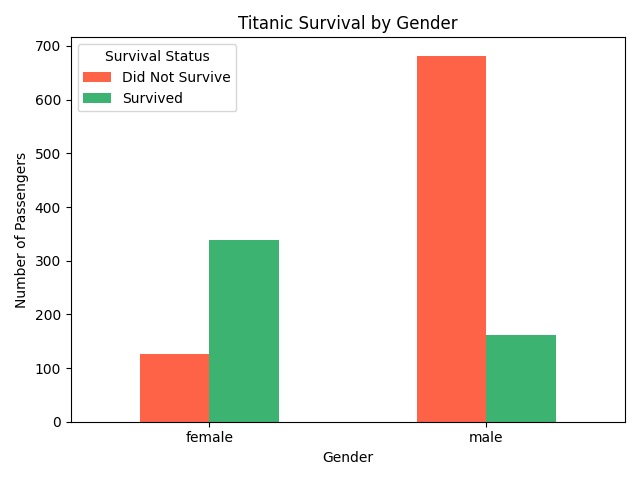 Titanic Survival by Gender
Survival Status
Did Not Survive
Survived
Number of Passengers
700
600
500
400
300
200
100
0
female
male
Gender